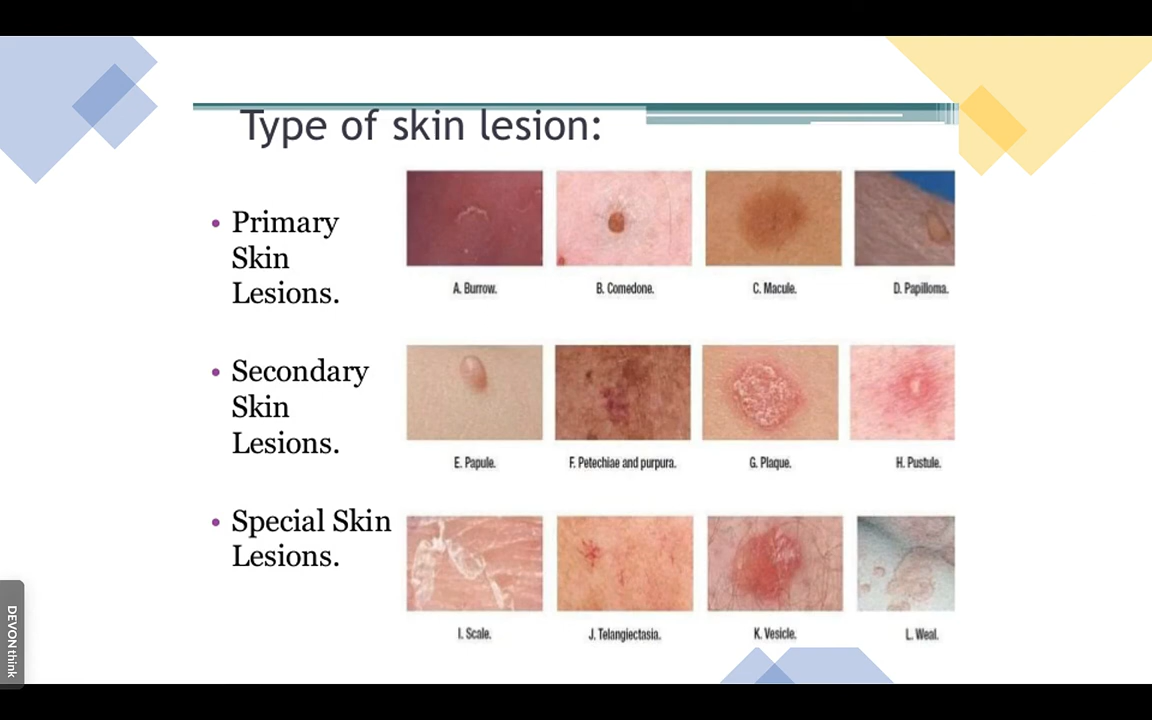 Type of skin lesion:
• Primary
Skin
Lesions.
• Secondary
Skin
Lesions.
• Special Skin
Lesions.
A. Burrow.
B. Comedone.
C. Macule.
D. Papilloma.
E. Papule.
F. Petechiae and purpura.
G. Plaque.
H. Pustule.
I. Scale.
J. Telangiectasia.
K. Vesicle.
L. Weal.
DEVONthink